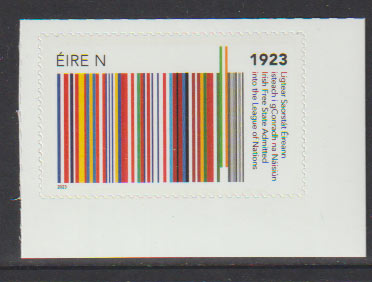 ÉIRE N
1923
Ligtear Saorstát Éireann
isteach i gConradh na Náisiún
Irish Free State Admitted
into the League of Nations
2023